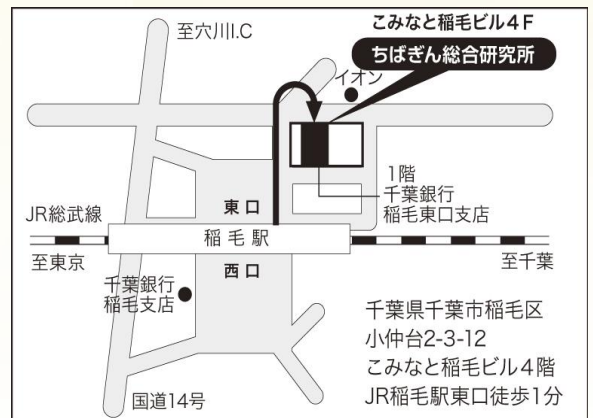 こみなと稲毛ビル4F
ちばぎん総合研究所
至穴川I.C
イオン
1階
千葉銀行
稲毛東口支店
東口
JR総武線
稲毛駅
至東京
至千葉
西口
千葉銀行
稲毛支店
国道14号
千葉県千葉市稲毛区
小仲台2-3-12
こみなと稲毛ビル4階
JR稲毛駅東口徒歩1分